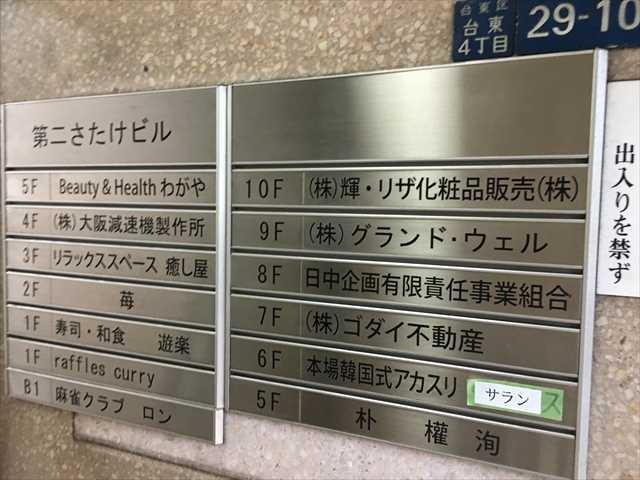 台東区
台東
4丁目
29-10
第二さたけビル
5F Beauty & Health わがや
4F (株)大阪減速機製作所
3F リラックススペース 癒し屋
2F 苺
1F 寿司・和食 遊楽
1F raffles curry
B1 麻雀クラブ ロン
10F (株)輝・リザ化粧品販売(株)
9F (株)グランド・ウェル
8F 日中企画有限責任事業組合
7F (株)ゴダイ不動産
6F 本場韓国式アカスリ サラン ス
5F 朴 權洵
出入りを禁ず